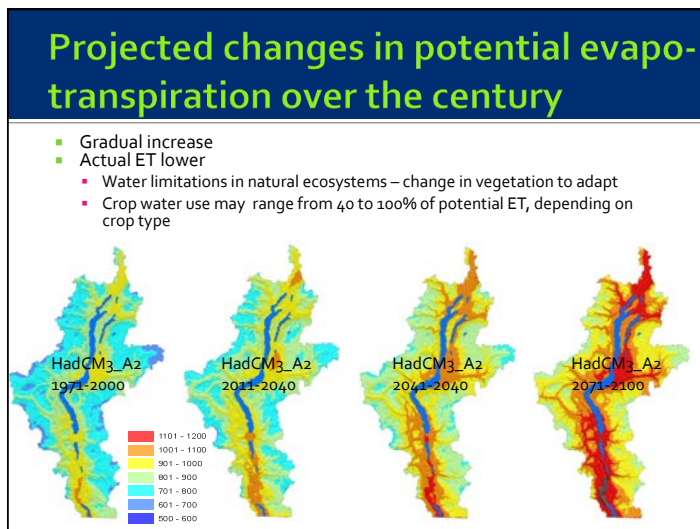 Projected changes in potential evapo-
transpiration over the century
Gradual increase
Actual ET lower
Water limitations in natural ecosystems – change in vegetation to adapt
Crop water use may range from 40 to 100% of potential ET, depending on
crop type
HadCM3_A2
1971-2000
HadCM3_A2
2011-2040
HadCM3_A2
2041-2040
HadCM3_A2
2071-2100
1101 - 1200
1001 - 1100
901 - 1000
801 - 900
701 - 800
601 - 700
500 - 600